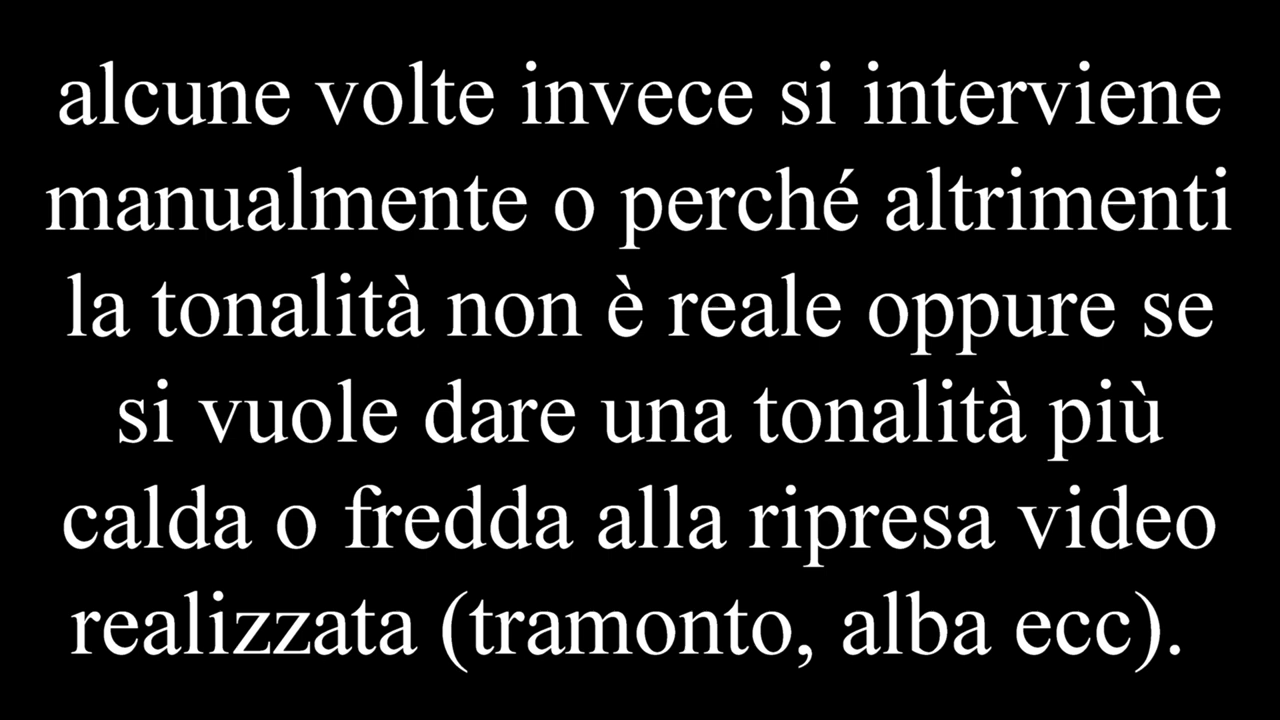 alcune volte invece si interviene
manualmente o perché altrimenti
la tonalità non è reale oppure se
si vuole dare una tonalità più
calda o fredda alla ripresa video
realizzata (tramonto, alba ecc).